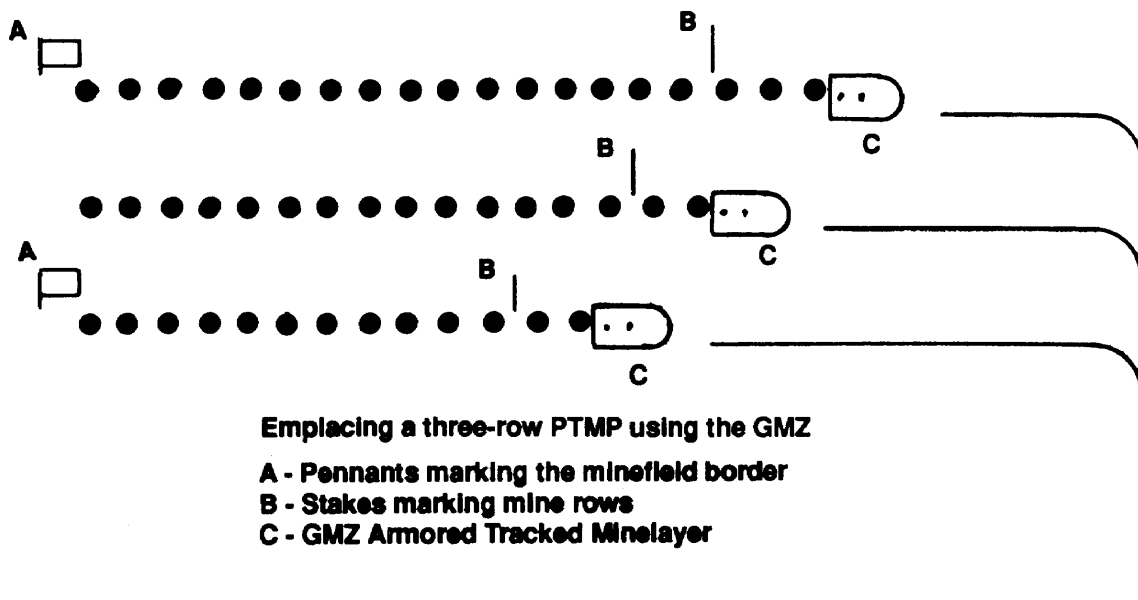 A
B
C
B
C
A
B
C
Emplacing a three-row PTMP using the GMZ
A - Pennants marking the minefield border
B - Stakes marking mine rows
C - GMZ Armored Tracked Minelayer